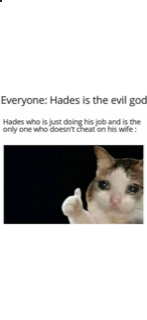 Everyone: Hades is the evil god
Hades who is just doing his job and is the
only one who doesn't cheat on his wife :